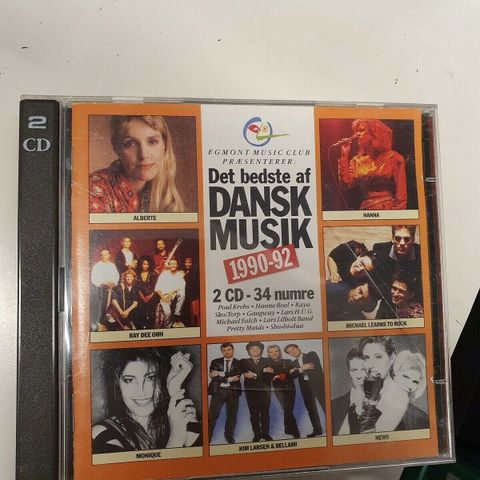 2
CD
EGMONT MUSIC CLUB
PRÆSENTERER:
Det bedste af
DANSK
MUSIK
1990-92
2 CD - 34 numre
Poul Krebs • Hanne Boel • Kaya
Sko/Torp • Gangway • Lars H.U.G.
Michael Falch • Lars Lilholt Band
Pretty Maids • Shu-bi-dua
ALBERTE
NANNA
RAY DEE OHH
MICHAEL LEARNS TO ROCK
MONIQUE
KIM LARSEN & BELLAMI
NEWS